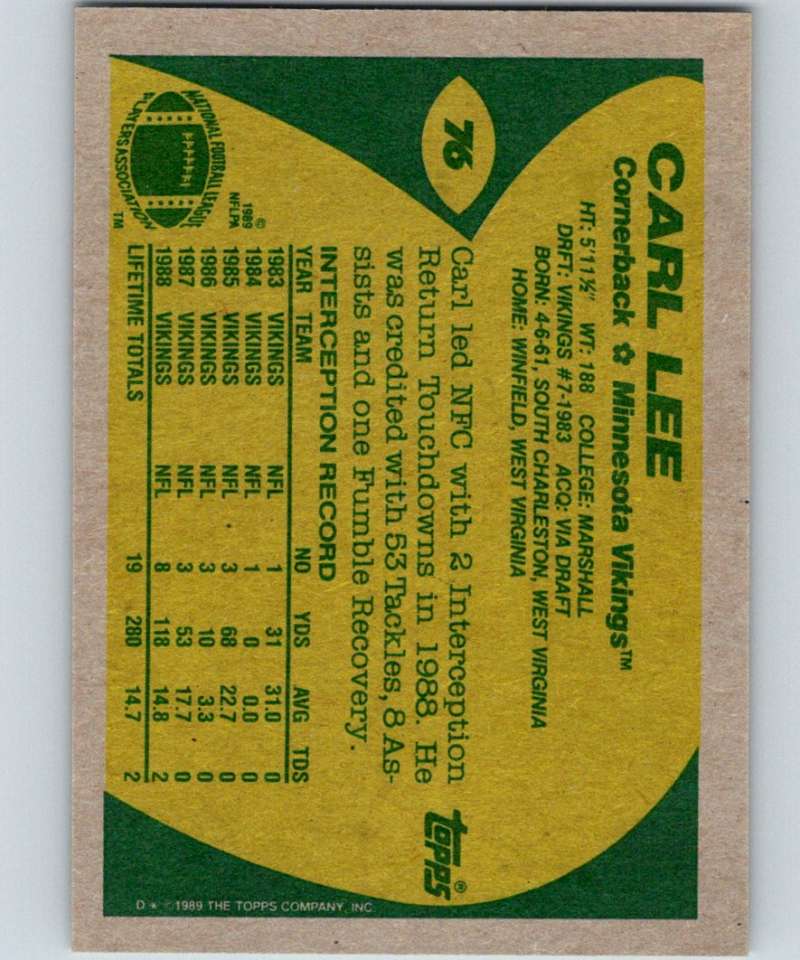 76
CARL LEE
Cornerback ✩ Minnesota Vikings™
HT: 5'11½" WT: 188 COLLEGE: MARSHALL
DRFT: VIKINGS #7-1983 ACQ: VIA DRAFT
BORN: 4-6-61, SOUTH CHARLESTON, WEST VIRGINIA
HOME: WINFIELD, WEST VIRGINIA
Carl led NFC with 2 Interception
Return Touchdowns in 1988. He
was credited with 53 Tackles, 8 As-
sists and one Fumble Recovery.
INTERCEPTION RECORD
YEAR TEAM NO YDS AVG TDS
1983 VIKINGS NFL 1 31 31.0 0
1984 VIKINGS NFL 1 0 0.0 0
1985 VIKINGS NFL 3 68 22.7 0
1986 VIKINGS NFL 3 10 3.3 0
1987 VIKINGS NFL 3 53 17.7 0
1988 VIKINGS NFL 8 118 14.8 2
LIFETIME TOTALS 19 280 14.7 2
NATIONAL FOOTBALL LEAGUE
PLAYERS ASSOCIATION™
©
1989
NFLPA
topps®
D * © 1989 THE TOPPS COMPANY, INC.